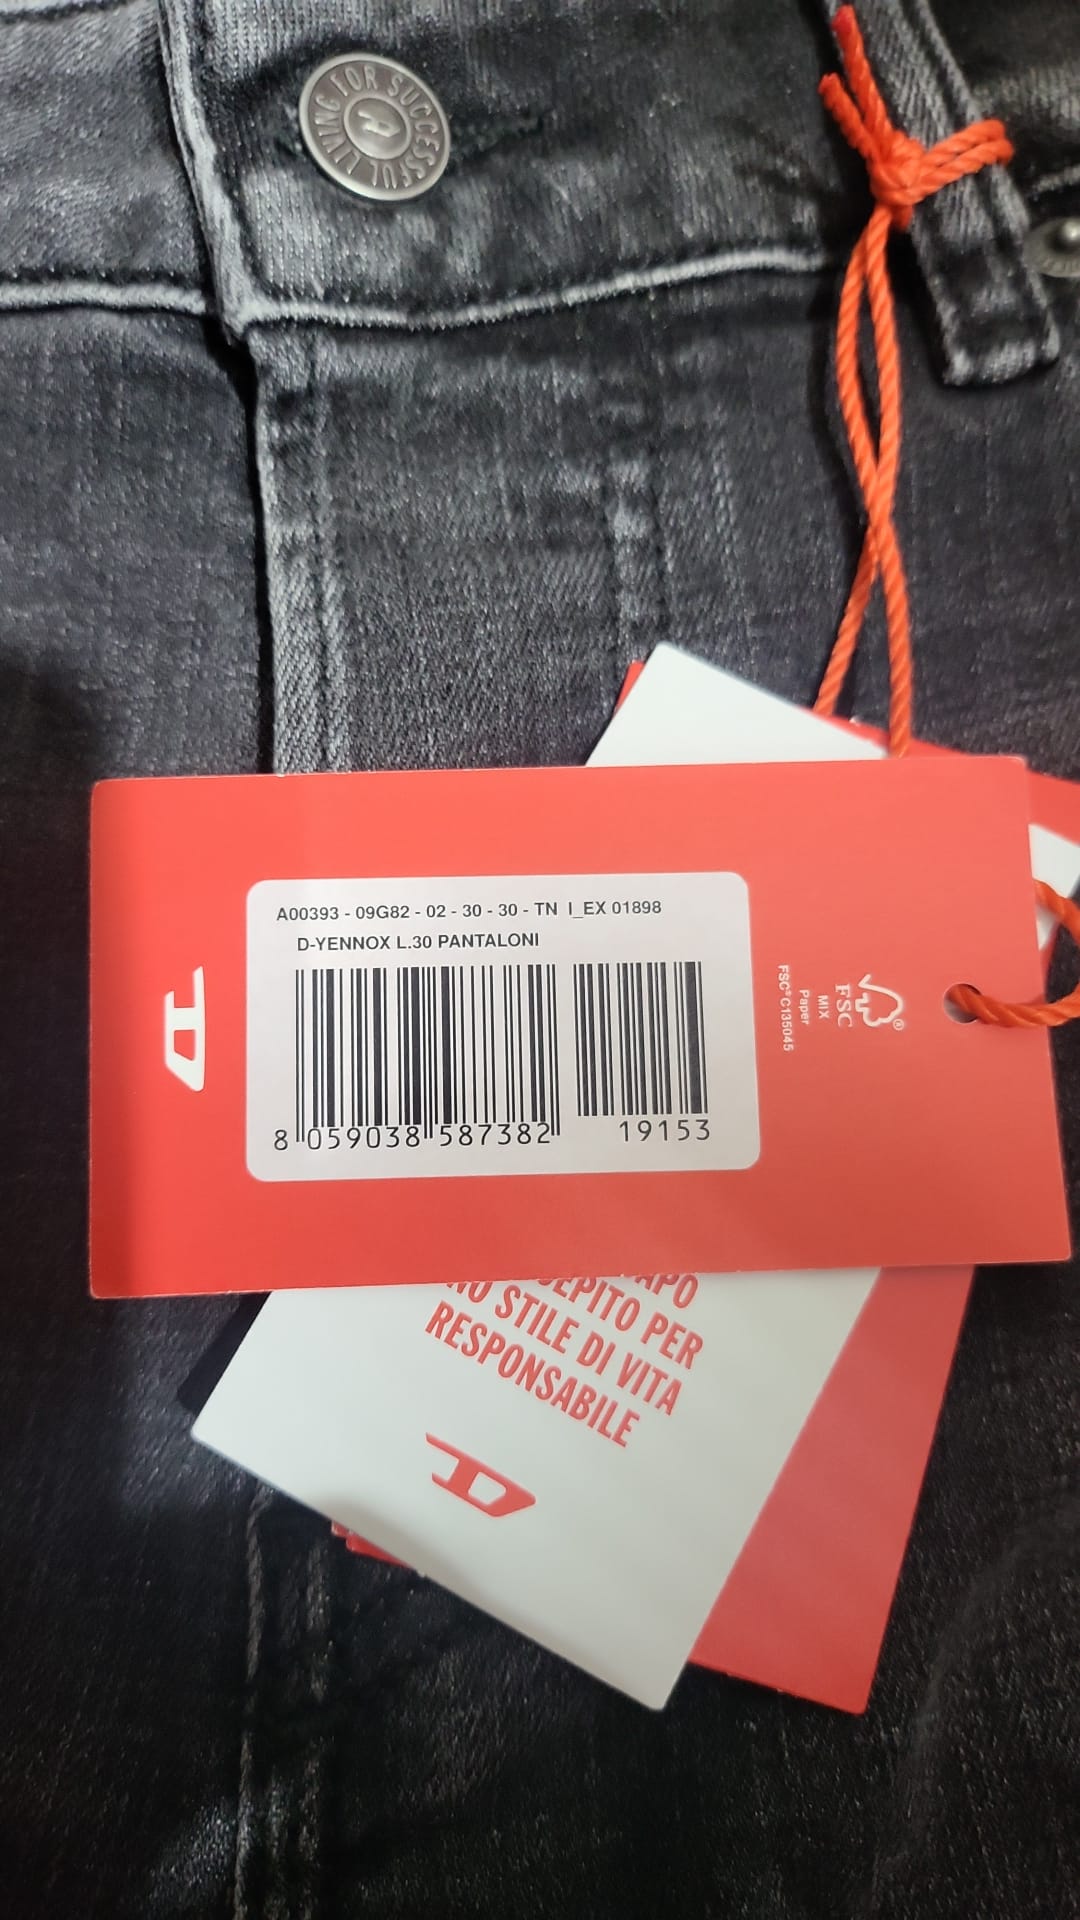 FOR SUCCESSFUL LIVING
A00393 - 09G82 - 02 - 30 - 30 - TN I_EX 01898
D-YENNOX L.30 PANTALONI
8 059038 587382 19153
FSC®
MIX
Paper
FSC® C135045
PER
STILE DI VITA
RESPONSABILE